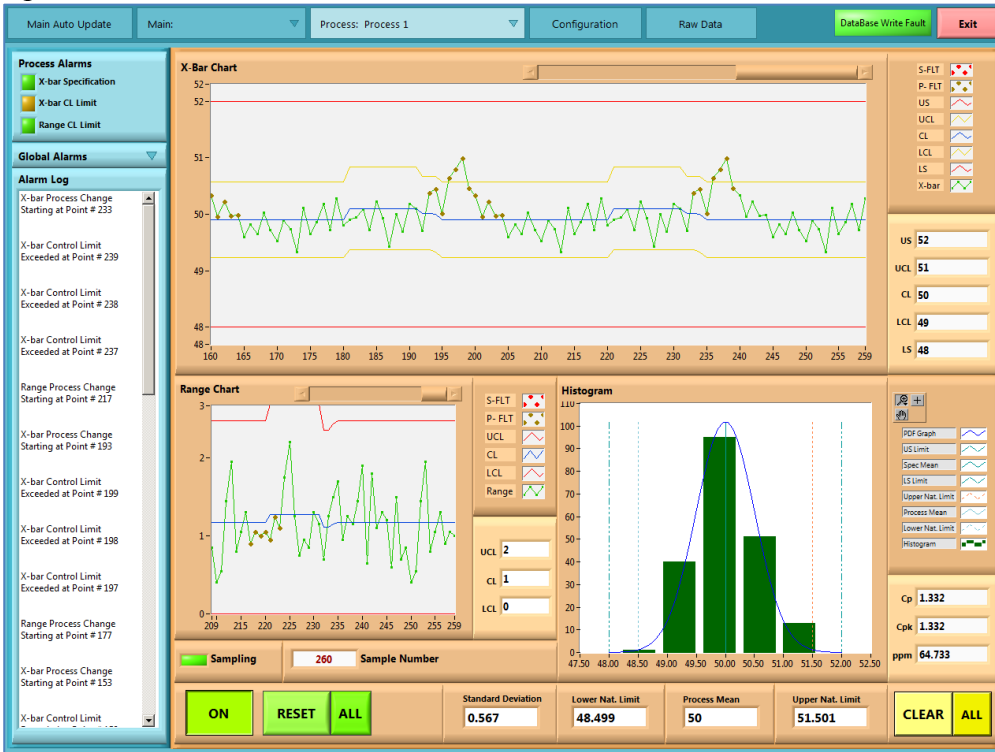 Main Auto Update
Main:
Process: Process 1
Configuration
Raw Data
DataBase Write Fault
Exit
Process Alarms
X-bar Specification
X-bar CL Limit
Range CL Limit
Global Alarms
Alarm Log
X-bar Process Change
Starting at Point # 233
X-bar Control Limit
Exceeded at Point # 239
X-bar Control Limit
Exceeded at Point # 238
X-bar Control Limit
Exceeded at Point # 237
Range Process Change
Starting at Point # 217
X-bar Process Change
Starting at Point # 193
X-bar Control Limit
Exceeded at Point # 199
X-bar Control Limit
Exceeded at Point # 198
X-bar Control Limit
Exceeded at Point # 197
Range Process Change
Starting at Point # 177
X-bar Process Change
Starting at Point # 153
X-bar Control Limit
X-Bar Chart
52
52
51
50
49
48
48
160 165 170 175 180 185 190 195 200 205 210 215 220 225 230 235 240 245 250 255 259
S-FLT
P- FLT
US
UCL
CL
LCL
LS
X-bar
US 52
UCL 51
CL 50
LCL 49
LS 48
Range Chart
3
2
1
0
209 215 220 225 230 235 240 245 250 255 259
S-FLT
P- FLT
UCL
CL
LCL
Range
UCL 2
CL 1
LCL 0
Histogram
110
100
90
80
70
60
50
40
30
20
10
0
47.50 48.00 48.50 49.00 49.50 50.00 50.51 51.00 51.50 52.00 52.50
PDF Graph
US Limit
Spec Mean
LS Limit
Upper Nat. Limit
Process Mean
Lower Nat. Limit
Histogram
Cp 1.332
Cpk 1.332
ppm 64.733
Sampling
260 Sample Number
ON
RESET
ALL
Standard Deviation
0.567
Lower Nat. Limit
48.499
Process Mean
50
Upper Nat. Limit
51.501
CLEAR
ALL